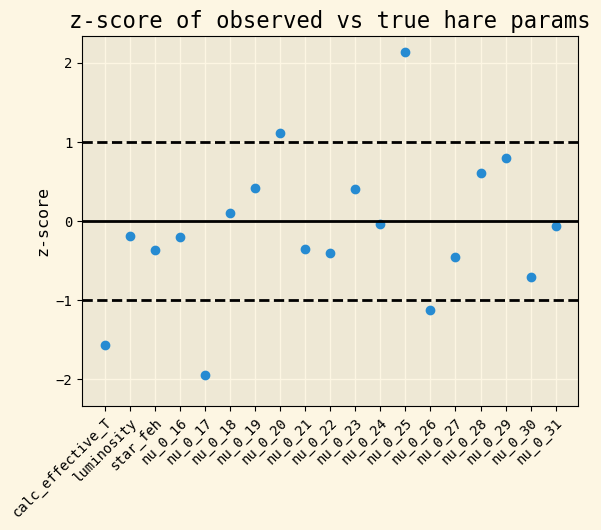 z-score of observed vs true hare params
z-score
2
1
0
−1
−2
calc_effective_T
luminosity
star_feh
nu_0_16
nu_0_17
nu_0_18
nu_0_19
nu_0_20
nu_0_21
nu_0_22
nu_0_23
nu_0_24
nu_0_25
nu_0_26
nu_0_27
nu_0_28
nu_0_29
nu_0_30
nu_0_31